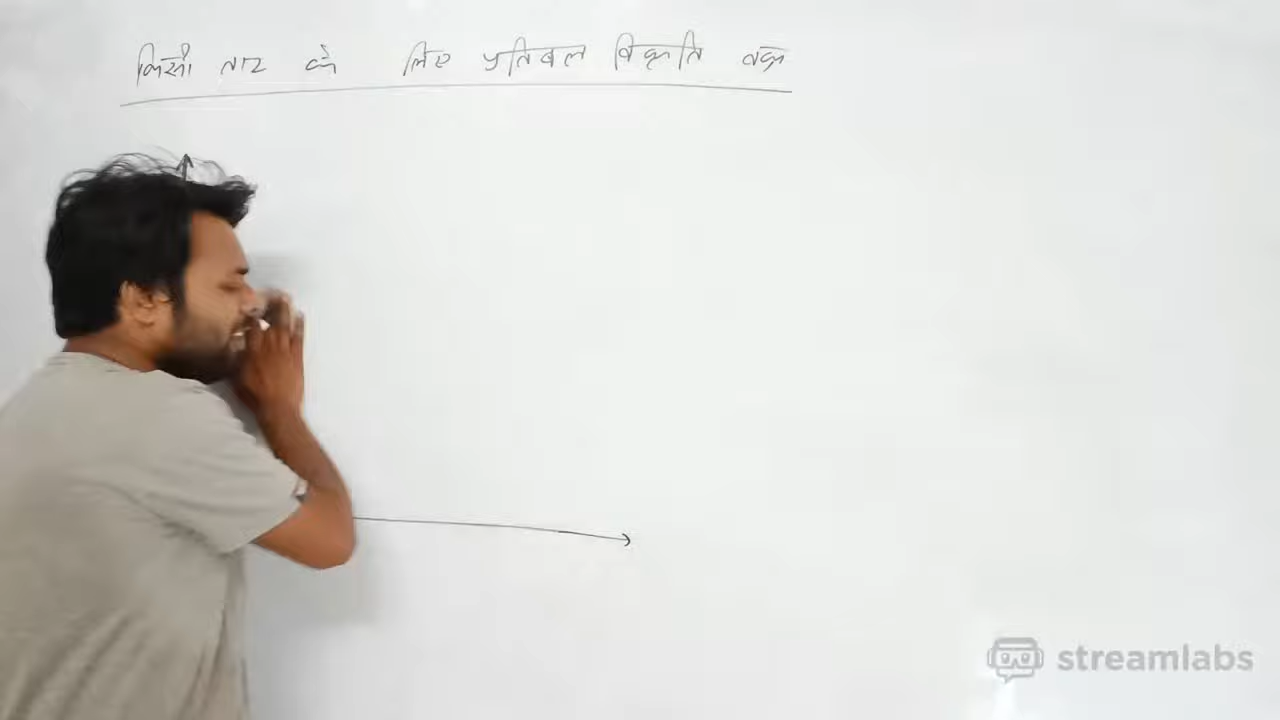 किसी तार के लिए प्रतिबल विकृति वक्र
streamlabs